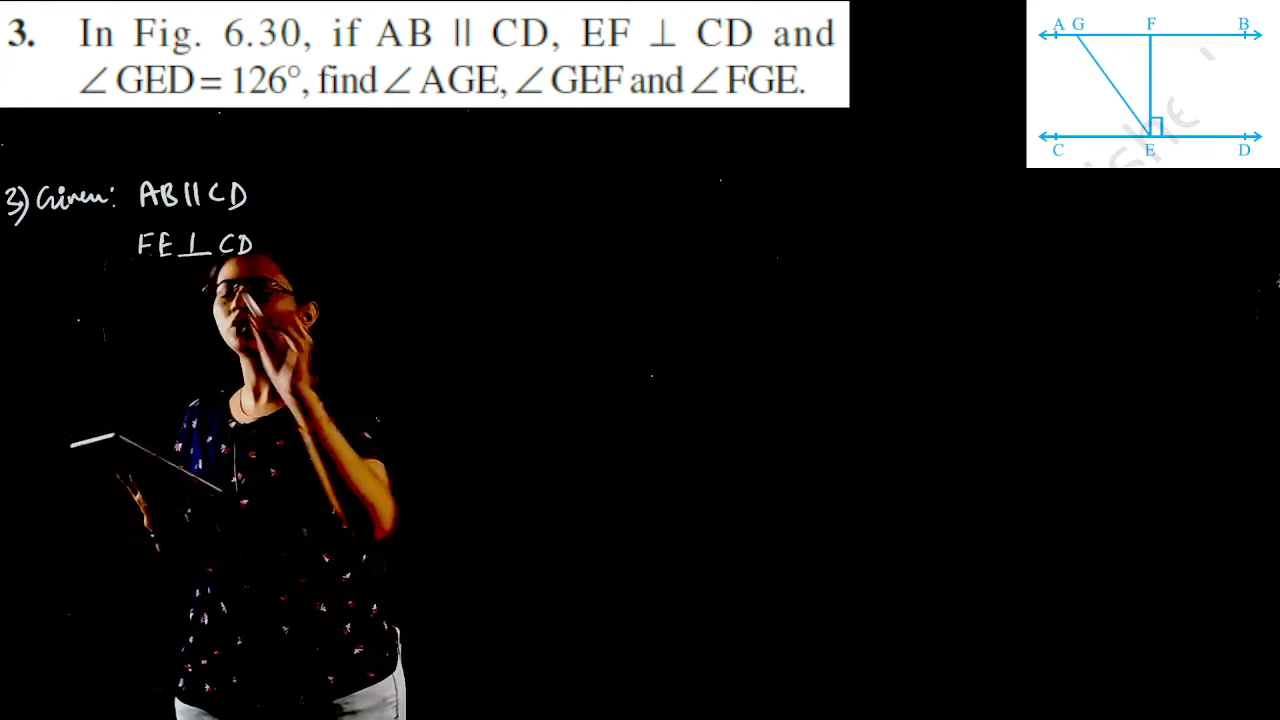 3. In Fig. 6.30, if AB || CD, EF ⊥ CD and
∠ GED = 126°, find ∠ AGE, ∠ GEF and ∠ FGE.
A G F B
C E D
she
3) Given: AB || CD
FE ⊥ CD